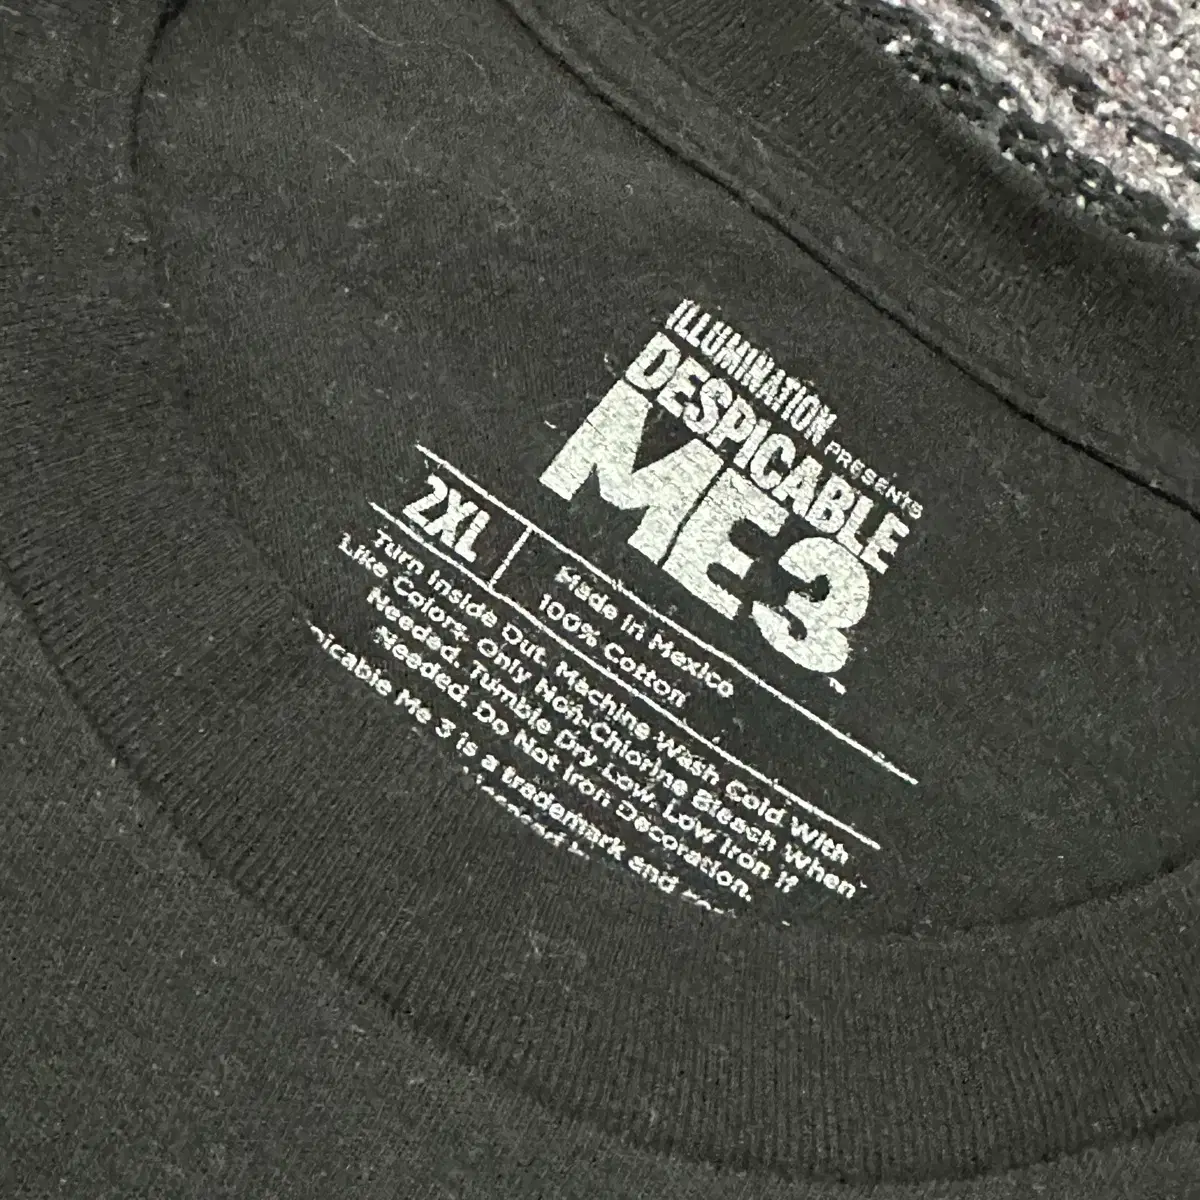 ILLUMINATION PRESENTS
DESPICABLE
ME 3
2XL
Made in Mexico
100% Cotton
Turn Inside Out. Machine Wash Cold With
Like Colors. Only Non-Chlorine Bleach When
Needed. Tumble Dry Low. Low Iron If
Needed. Do Not Iron Decoration.
Me 3 is a trademark and